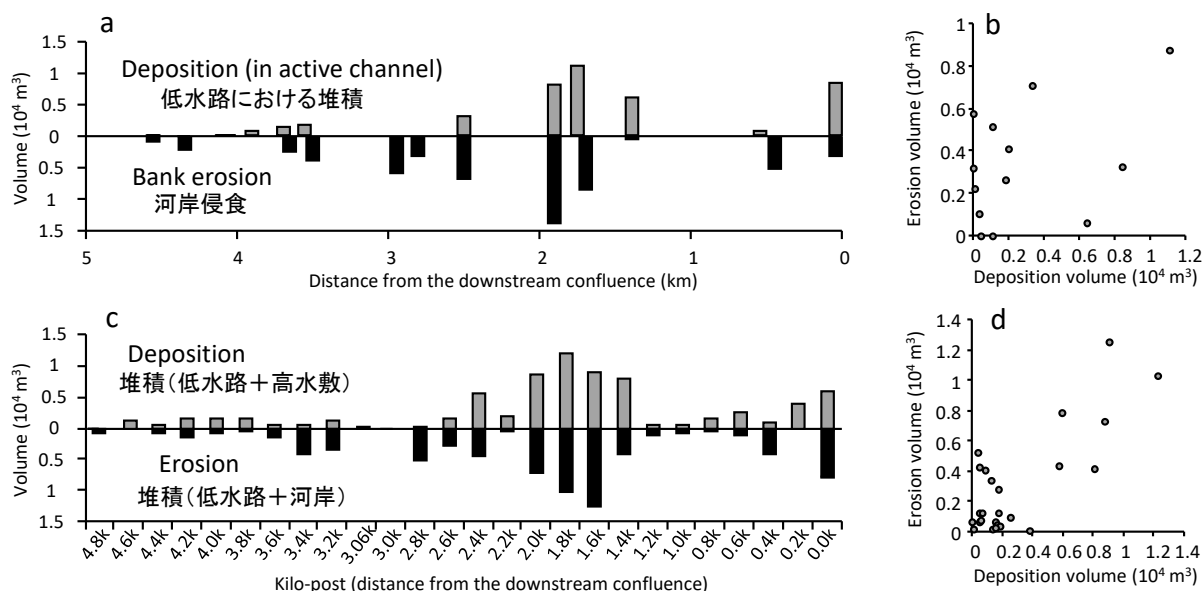 a
Volume (10⁴ m³)
1.5
1
0.5
0
0.5
1
1.5
Deposition (in active channel)
低水路における堆積
Bank erosion
河岸侵食
5
4
3
2
1
0
Distance from the downstream confluence (km)
b
Erosion volume (10⁴ m³)
1
0.8
0.6
0.4
0.2
0
0
0.2
0.4
0.6
0.8
1
1.2
Deposition volume (10⁴ m³)
c
Volume (10⁴ m³)
1.5
1
0.5
0
0.5
1
1.5
Deposition
堆積(低水路+高水敷)
Erosion
堆積(低水路+河岸)
4.8k
4.6k
4.4k
4.2k
4.0k
3.8k
3.6k
3.4k
3.2k
3.06k
3.0k
2.8k
2.6k
2.4k
2.2k
2.0k
1.8k
1.6k
1.4k
1.2k
1.0k
0.8k
0.6k
0.4k
0.2k
0.0k
Kilo-post (distance from the downstream confluence)
d
Erosion volume (10⁴ m³)
1.4
1.2
1
0.8
0.6
0.4
0.2
0
0
0.2
0.4
0.6
0.8
1
1.2
1.4
Deposition volume (10⁴ m³)